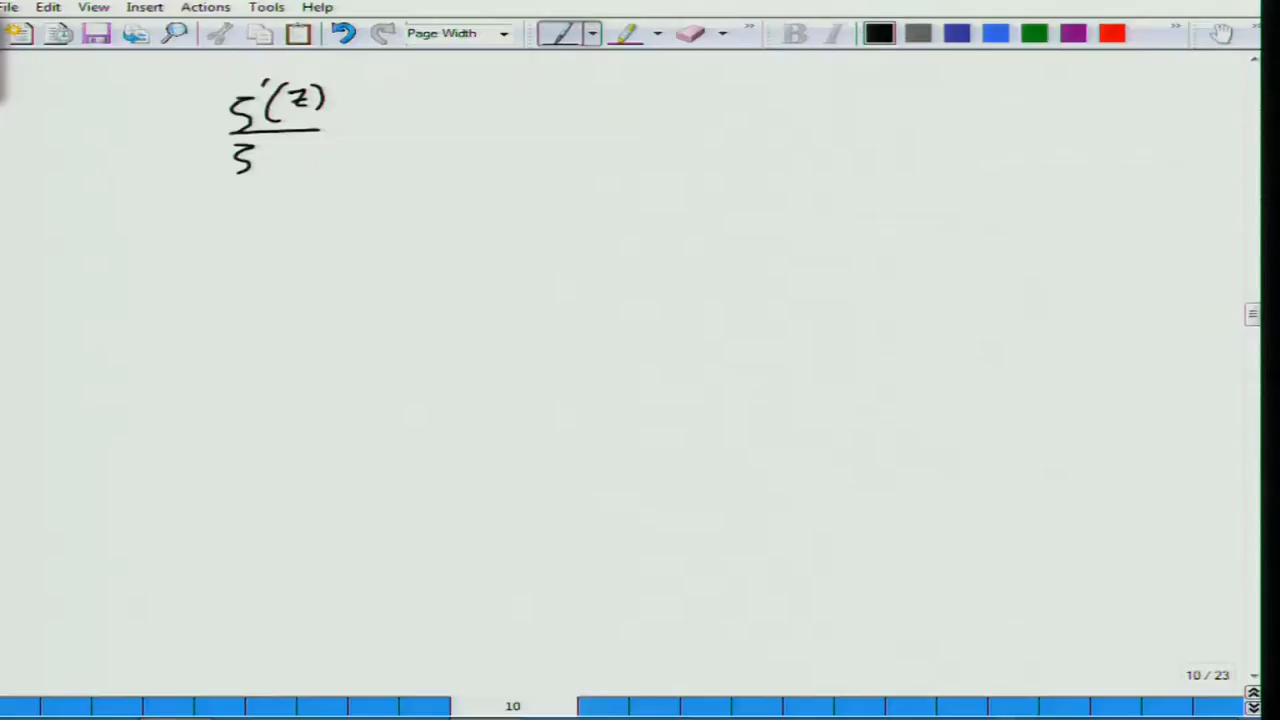 File Edit View Insert Actions Tools Help
Page Width
B I
ζ'(z)
ζ
10 / 23
10